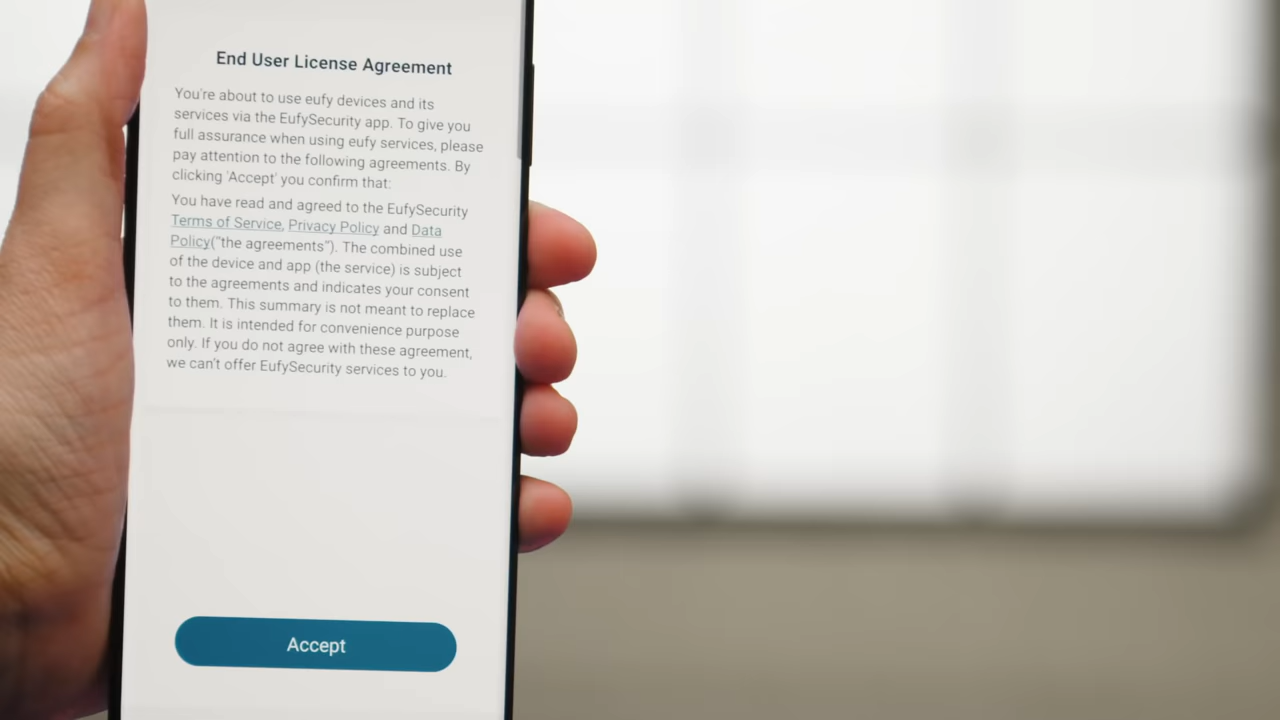 End User License Agreement
You're about to use eufy devices and its
services via the EufySecurity app. To give you
full assurance when using eufy services, please
pay attention to the following agreements. By
clicking 'Accept' you confirm that:
You have read and agreed to the EufySecurity
Terms of Service, Privacy Policy and Data
Policy("the agreements"). The combined use
of the device and app (the service) is subject
to the agreements and indicates your consent
to them. This summary is not meant to replace
them. It is intended for convenience purpose
only. If you do not agree with these agreement,
we can't offer EufySecurity services to you.
Accept